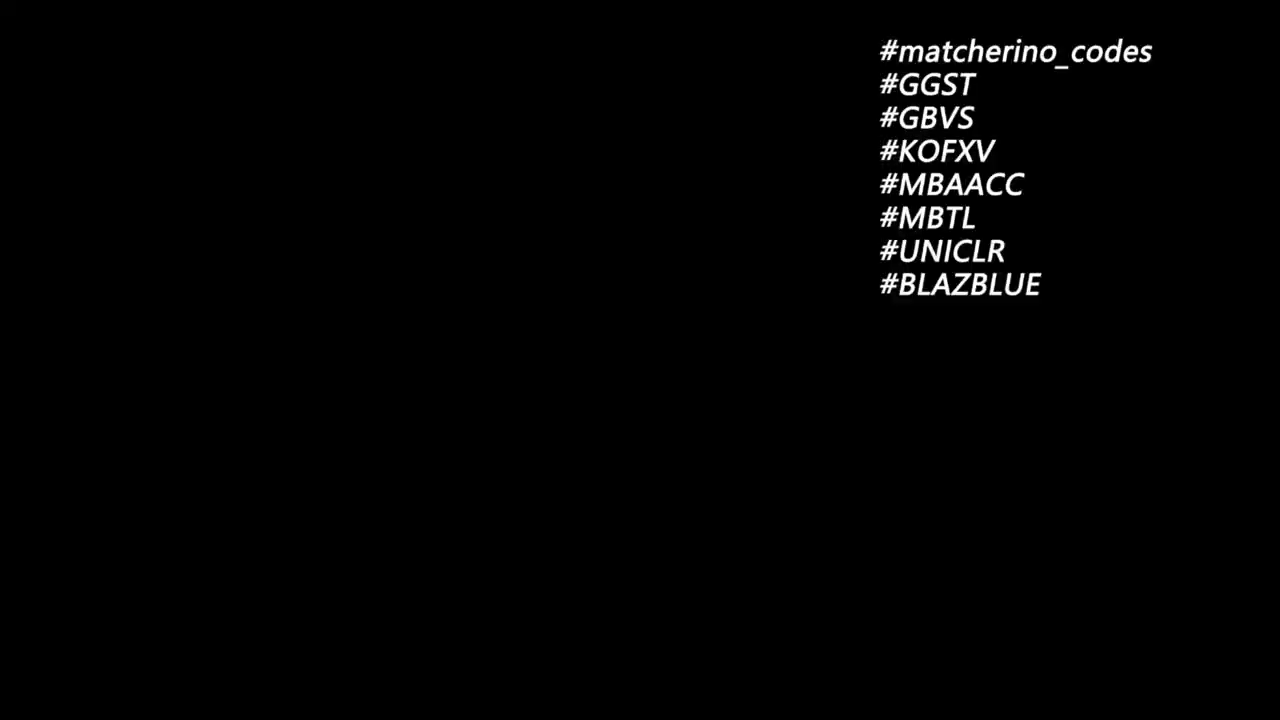 #matcherino_codes
#GGST
#GBVS
#KOFXV
#MBAACC
#MBTL
#UNICLR
#BLAZBLUE